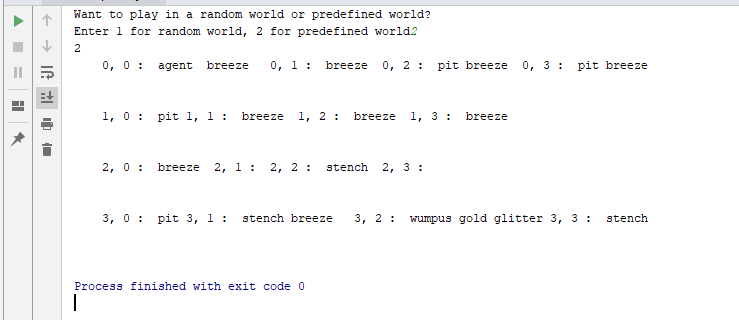 Want to play in a random world or predefined world?
Enter 1 for random world, 2 for predefined world2
2
0, 0 :  agent  breeze   0, 1 :  breeze  0, 2 :  pit breeze  0, 3 :  pit breeze
1, 0 :  pit 1, 1 :  breeze  1, 2 :  breeze  1, 3 :  breeze
2, 0 :  breeze  2, 1 :  2, 2 :  stench  2, 3 :
3, 0 :  pit 3, 1 :  stench breeze   3, 2 :  wumpus gold glitter 3, 3 :  stench
Process finished with exit code 0